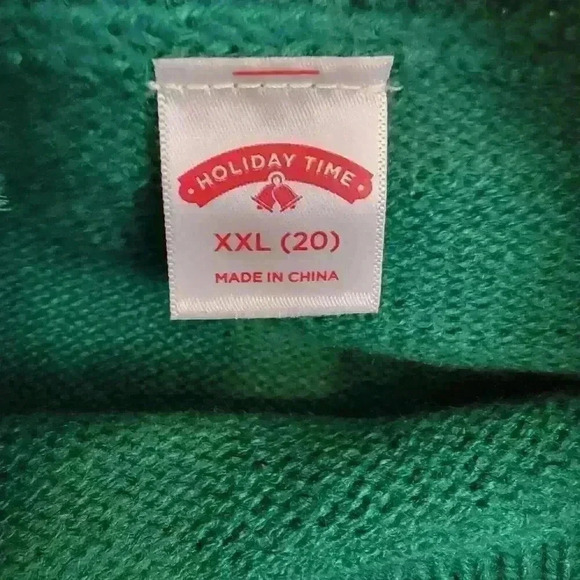 HOLIDAY TIME
XXL (20)
MADE IN CHINA